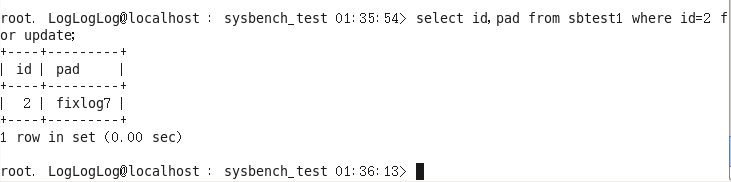 root. LogLogLog@localhost : sysbench_test 01:35:54> select id,pad from sbtest1 where id=2 f
or update;
+----+---------+
| id | pad     |
+----+---------+
|  2 | fixlog7 |
+----+---------+
1 row in set (0.00 sec)
root. LogLogLog@localhost : sysbench_test 01:36:13>